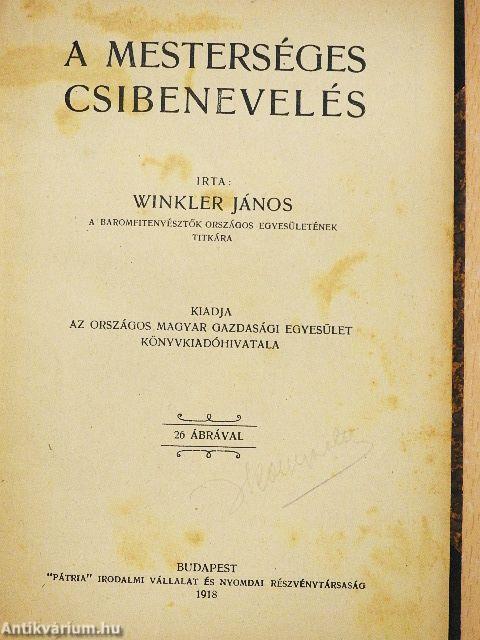 A MESTERSÉGES
CSIBENEVELÉS
IRTA:
WINKLER JÁNOS
A BAROMFITENYÉSZTŐK ORSZÁGOS EGYESÜLETÉNEK
TITKÁRA
KIADJA
AZ ORSZÁGOS MAGYAR GAZDASÁGI EGYESÜLET
KÖNYVKIADÓHIVATALA
26 ÁBRÁVAL
BUDAPEST
"PÁTRIA" IRODALMI VÁLLALAT ÉS NYOMDAI RÉSZVÉNYTÁRSASÁG
1918
Antikvárium.hu